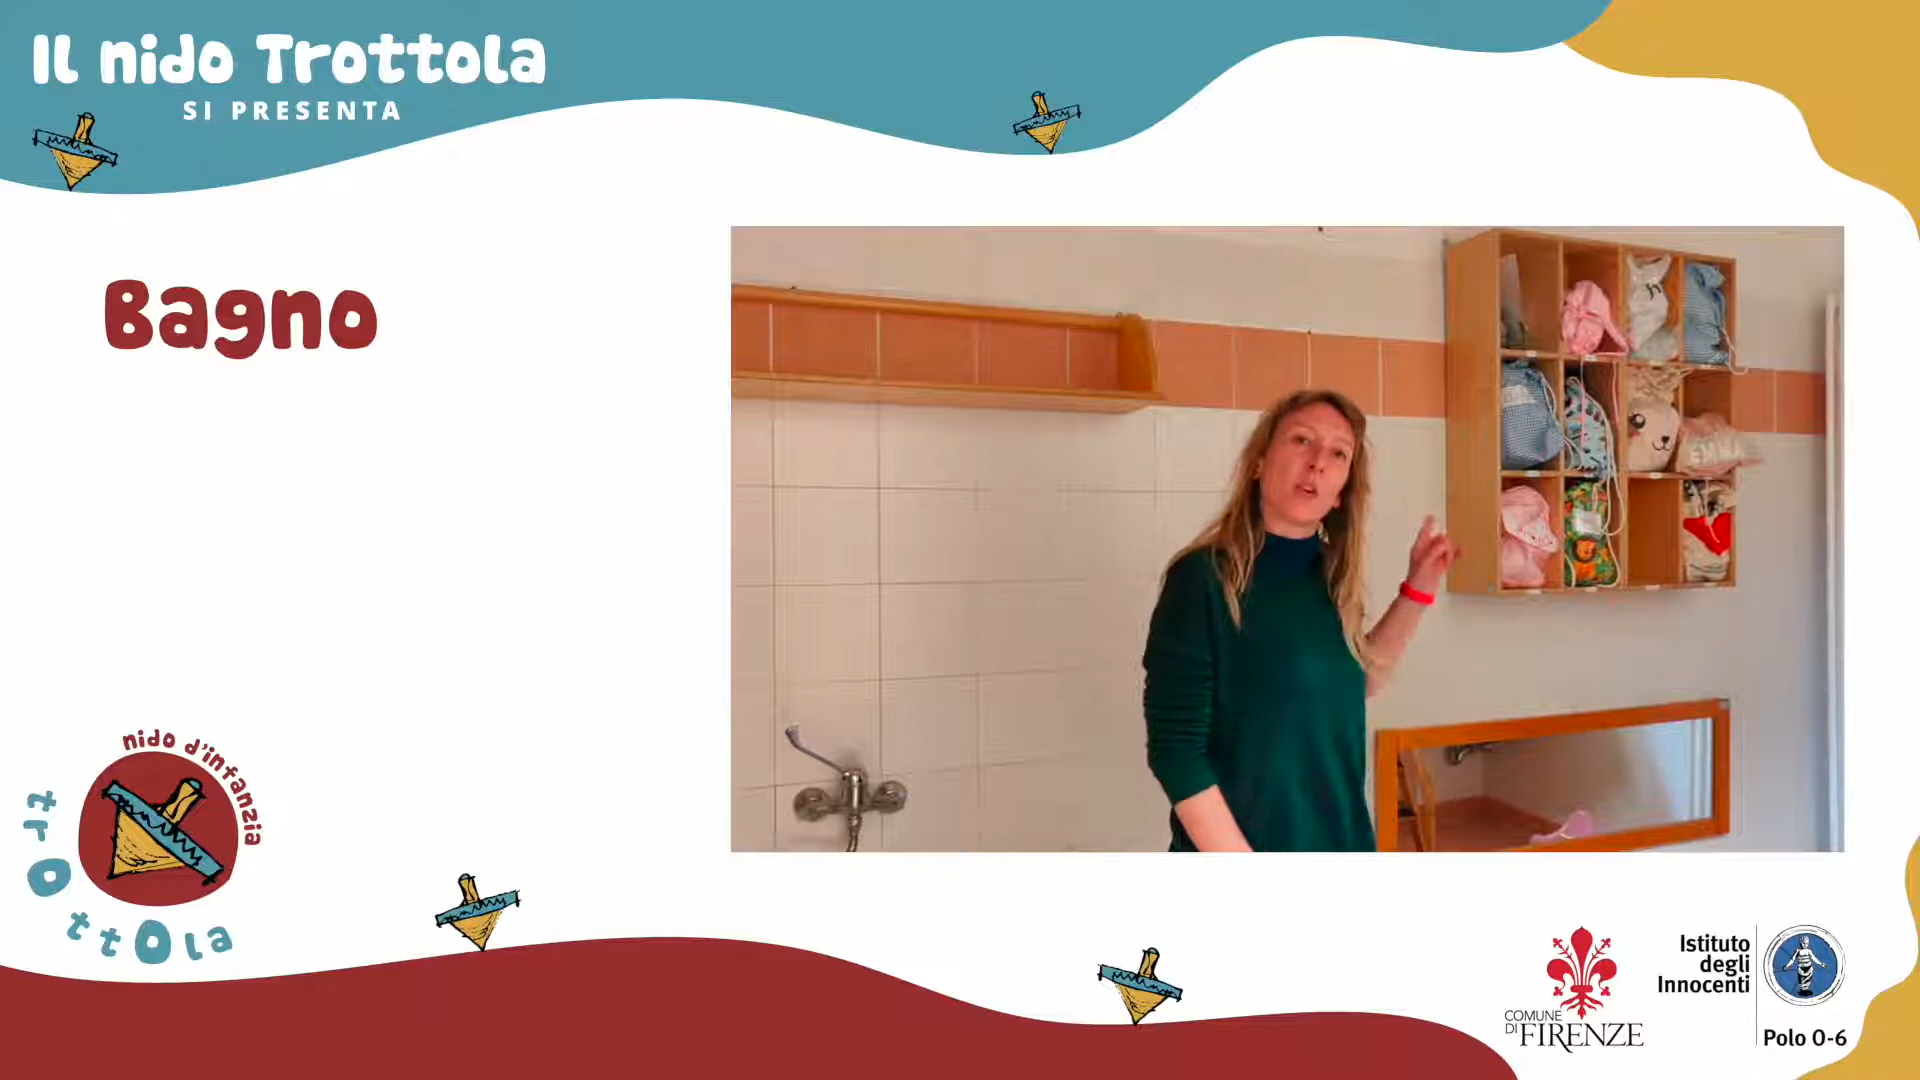 Il nido Trottola
SI PRESENTA
Bagno
EMMA
nido d'infanzia
trottola
COMUNE
DI FIRENZE
Istituto
degli
Innocenti
Polo 0-6